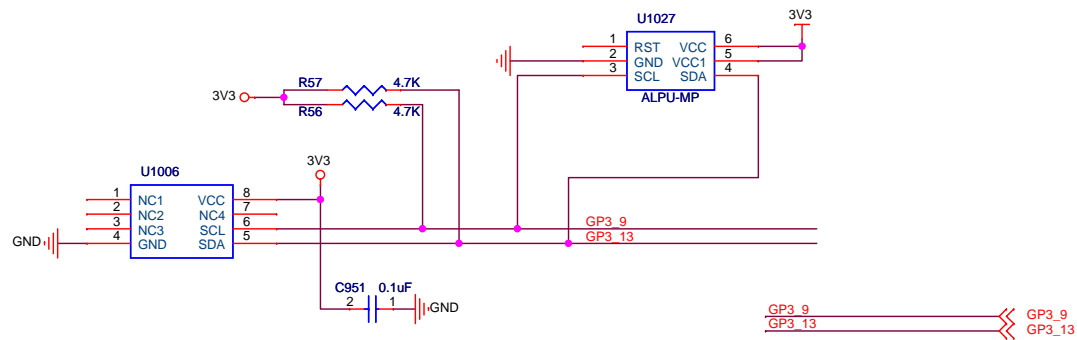 U1027
3V3
1 RST VCC 6
2 GND VCC1 5
3 SCL SDA 4
ALPU-MP
R57 4.7K
3V3
R56 4.7K
3V3
U1006
1 NC1 VCC 8
2 NC2 NC4 7
3 NC3 SCL 6
GND 4 GND SDA 5
GP3_9
GP3_13
C951 0.1uF
2 1 GND
GP3_9 GP3_9
GP3_13 GP3_13